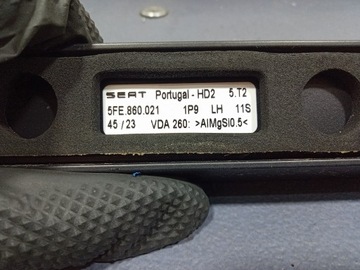 SEAT Portugal - HD2 5.T2
5FE.860.021 1P9 LH 11S
45 / 23 VDA 260: >AlMgSi0.5<